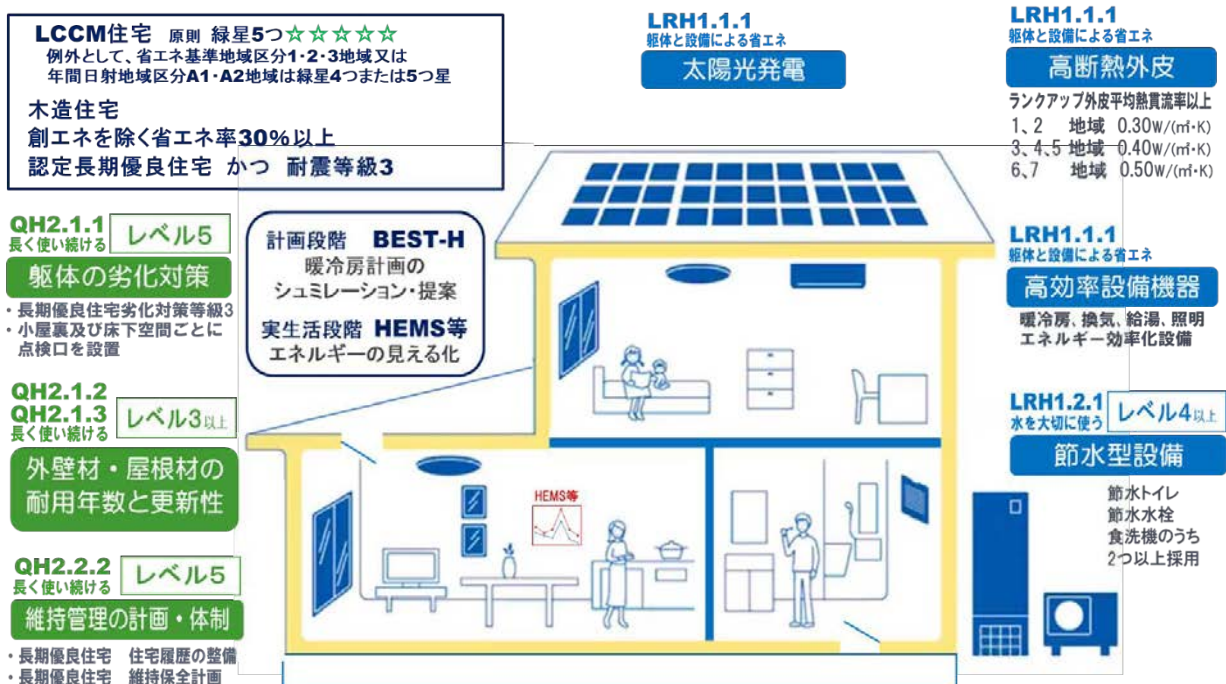 LCCM住宅 原則 緑星5つ☆☆☆☆☆
例外として、省エネ基準地域区分1・2・3地域又は
年間日射地域区分A1・A2地域は緑星4つまたは5つ星
木造住宅
創エネを除く省エネ率30%以上
認定長期優良住宅 かつ 耐震等級3
LRH1.1.1
躯体と設備による省エネ
太陽光発電
LRH1.1.1
躯体と設備による省エネ
高断熱外皮
ランクアップ外皮平均熱貫流率以上
1、2 地域 0.30W/(㎡・K)
3、4、5 地域 0.40W/(㎡・K)
6、7 地域 0.50W/(㎡・K)
QH2.1.1
長く使い続ける
レベル5
躯体の劣化対策
・長期優良住宅劣化対策等級3
・小屋裏及び床下空間ごとに
点検口を設置
計画段階 BEST-H
暖冷房計画の
シュミレーション・提案
実生活段階 HEMS等
エネルギーの見える化
LRH1.1.1
躯体と設備による省エネ
高効率設備機器
暖冷房、換気、給湯、照明
エネルギー効率化設備
QH2.1.2
QH2.1.3
長く使い続ける
レベル3以上
外壁材・屋根材の
耐用年数と更新性
LRH1.2.1
水を大切に使う
レベル4以上
節水型設備
節水トイレ
節水水栓
食洗機のうち
2つ以上採用
HEMS等
QH2.2.2
長く使い続ける
レベル5
維持管理の計画・体制
・長期優良住宅 住宅履歴の整備
・長期優良住宅 維持保全計画